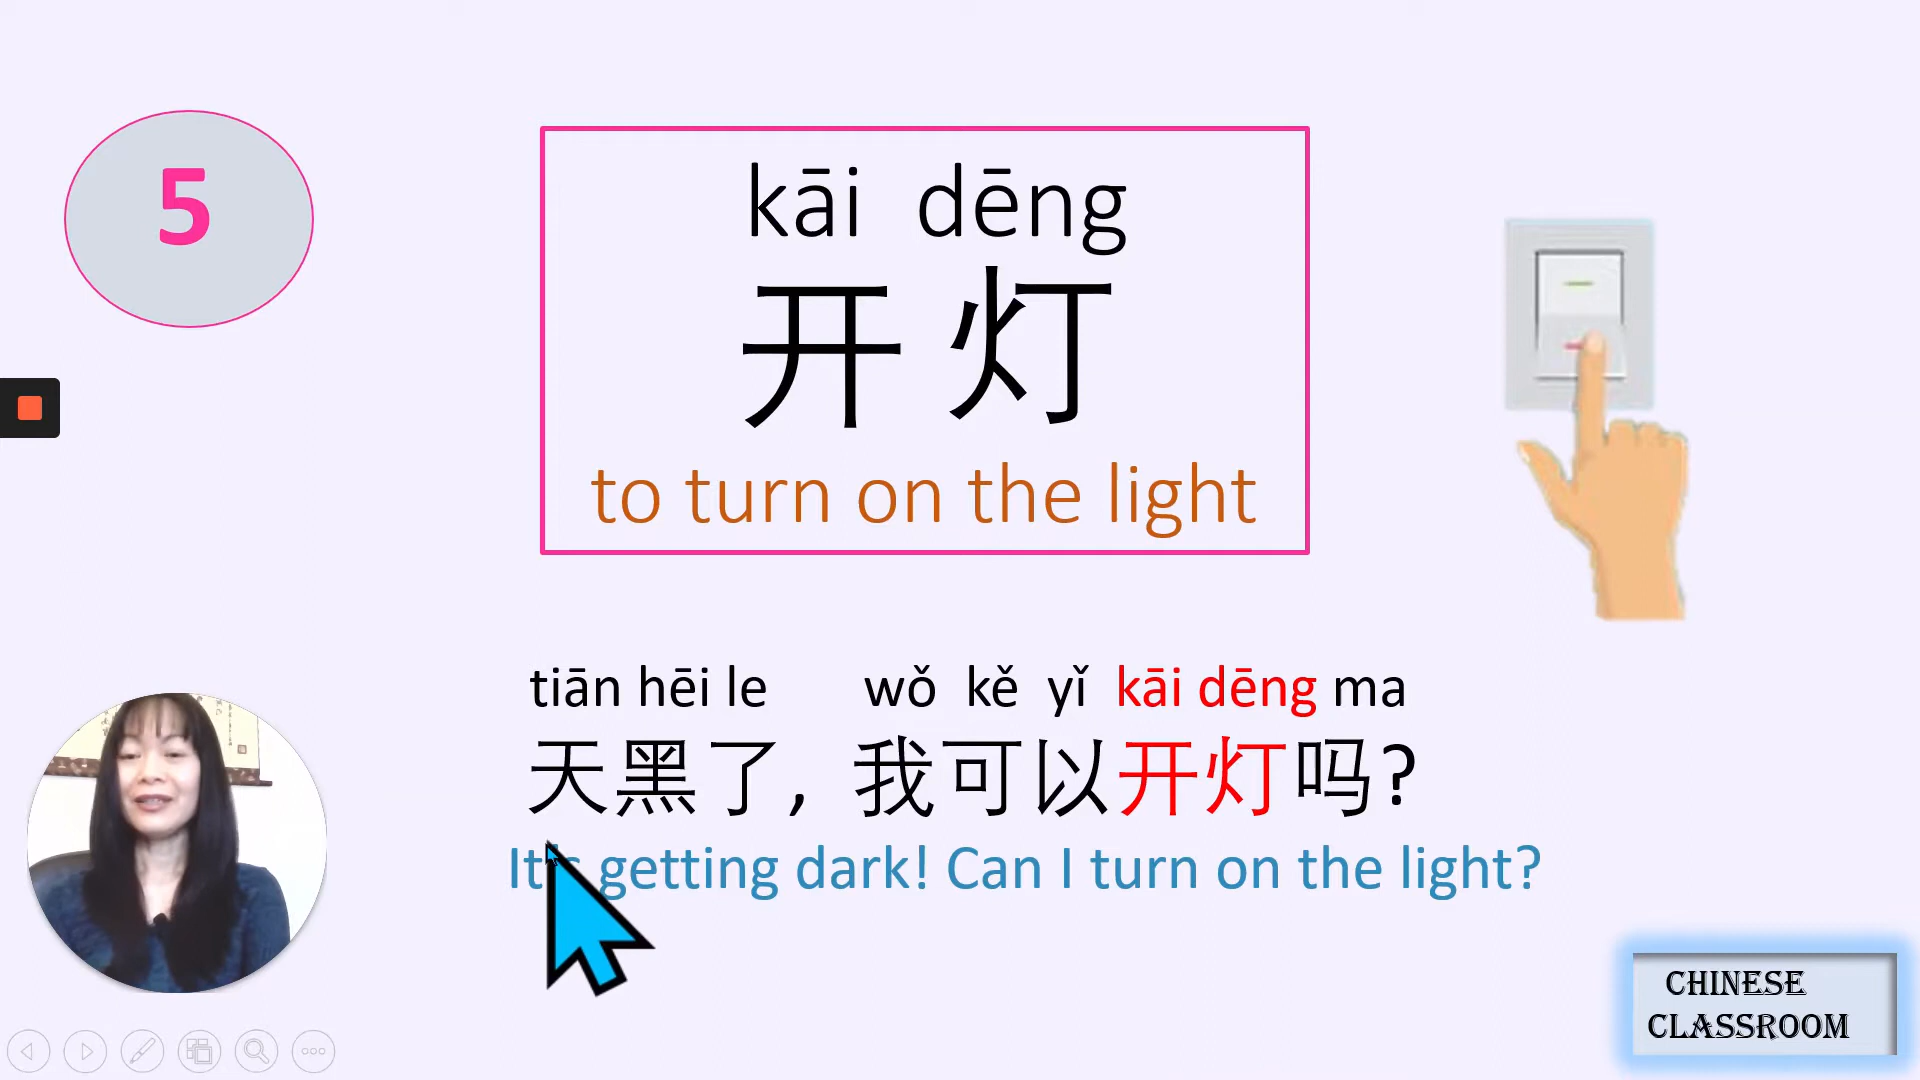 5
kāi dēng
开灯
to turn on the light
tiān hēi le wǒ kě yǐ kāi dēng ma
天黑了, 我可以开灯吗?
It's getting dark! Can I turn on the light?
CHINESE
CLASSROOM